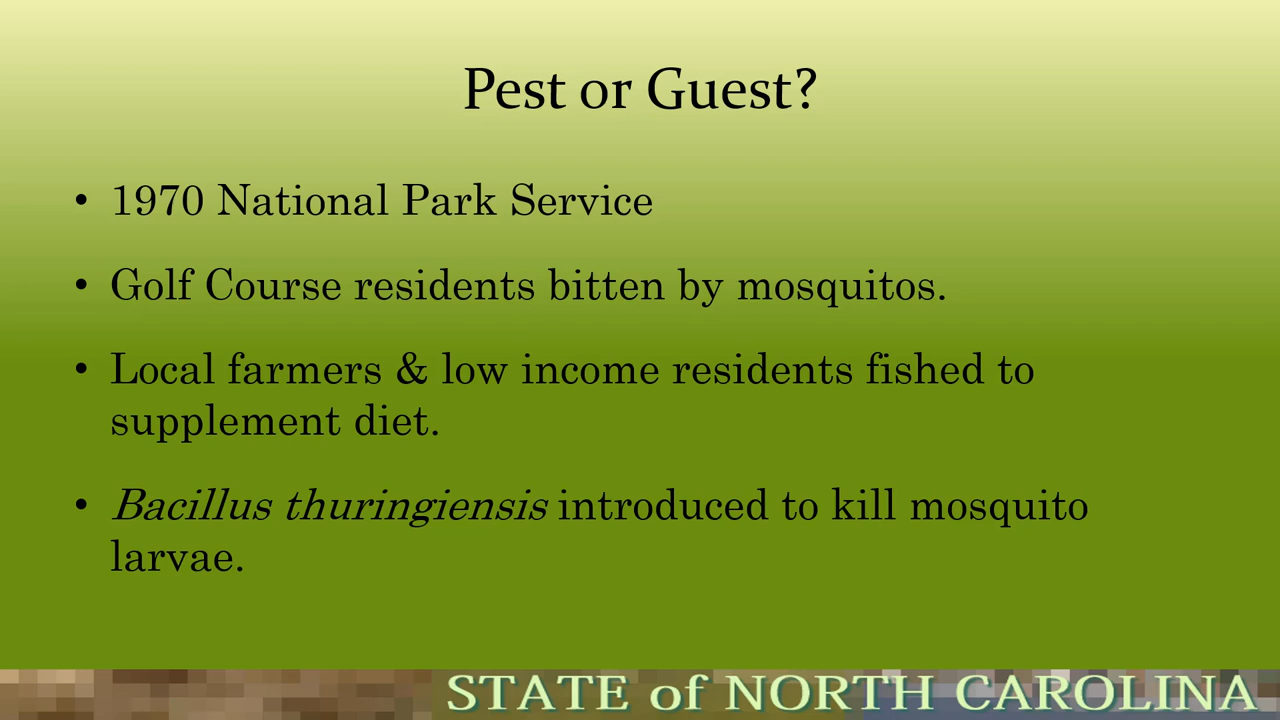 Pest or Guest?
• 1970 National Park Service
• Golf Course residents bitten by mosquitos.
• Local farmers & low income residents fished to
supplement diet.
• Bacillus thuringiensis introduced to kill mosquito
larvae.
STATE of NORTH CAROLINA